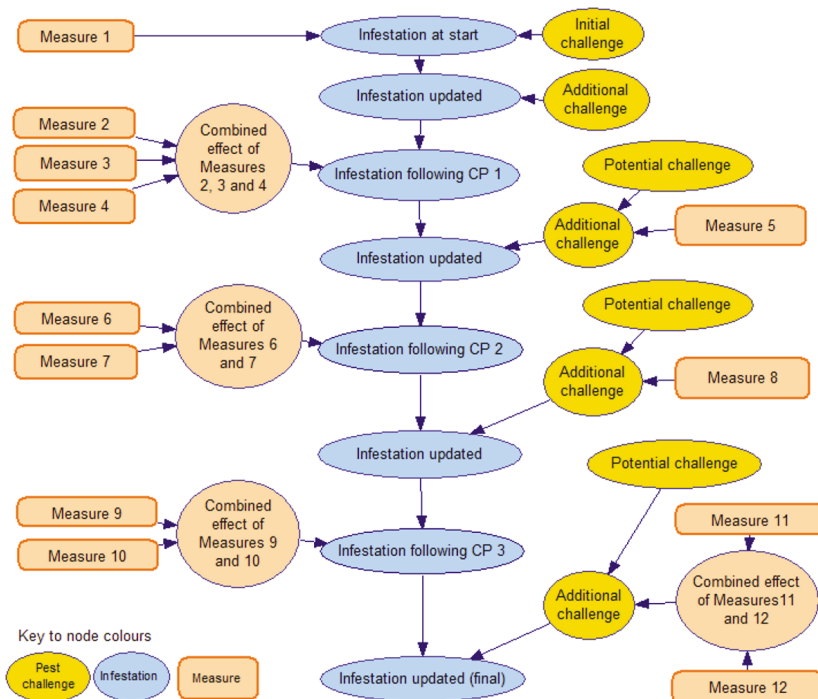 Measure 1
Infestation at start
Initial
challenge
Infestation updated
Additional
challenge
Measure 2
Measure 3
Measure 4
Combined
effect of
Measures
2, 3 and 4
Infestation following CP 1
Potential challenge
Additional
challenge
Measure 5
Infestation updated
Measure 6
Measure 7
Combined
effect of
Measures 6
and 7
Infestation following CP 2
Potential challenge
Additional
challenge
Measure 8
Infestation updated
Potential challenge
Measure 9
Measure 10
Combined
effect of
Measures 9
and 10
Infestation following CP 3
Measure 11
Combined effect
of Measures11
and 12
Additional
challenge
Measure 12
Infestation updated (final)
Key to node colours
Pest
challenge
Infestation
Measure